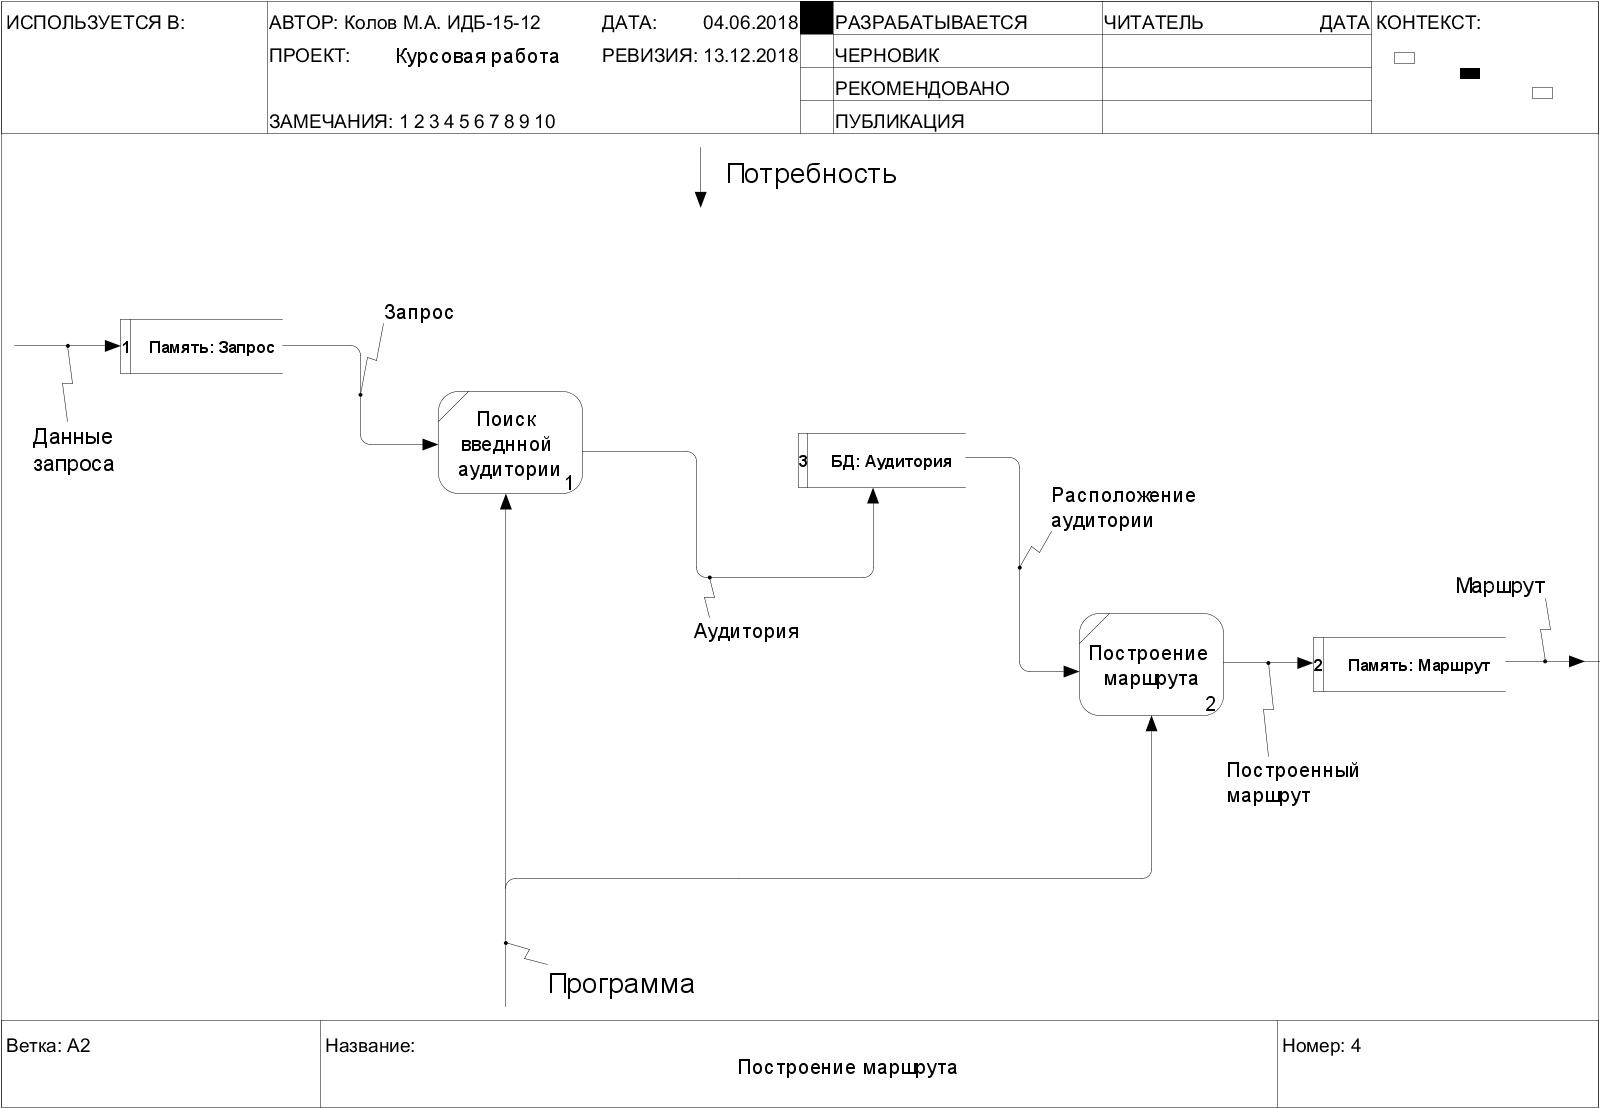 ИСПОЛЬЗУЕТСЯ В:
АВТОР: Колов М.А. ИДБ-15-12
ДАТА: 04.06.2018
ПРОЕКТ: Курсовая работа
РЕВИЗИЯ: 13.12.2018
ЗАМЕЧАНИЯ: 1 2 3 4 5 6 7 8 9 10
РАЗРАБАТЫВАЕТСЯ
ЧЕРНОВИК
РЕКОМЕНДОВАНО
ПУБЛИКАЦИЯ
ЧИТАТЕЛЬ
ДАТА
КОНТЕКСТ:
Потребность
Запрос
1 Память: Запрос
Данные
запроса
Поиск
введнной
аудитории
1
3 БД: Аудитория
Расположение
аудитории
Аудитория
Маршрут
Построение
маршрута
2
2 Память: Маршрут
Построенный
маршрут
Программа
Ветка: A2
Название:
Построение маршрута
Номер: 4